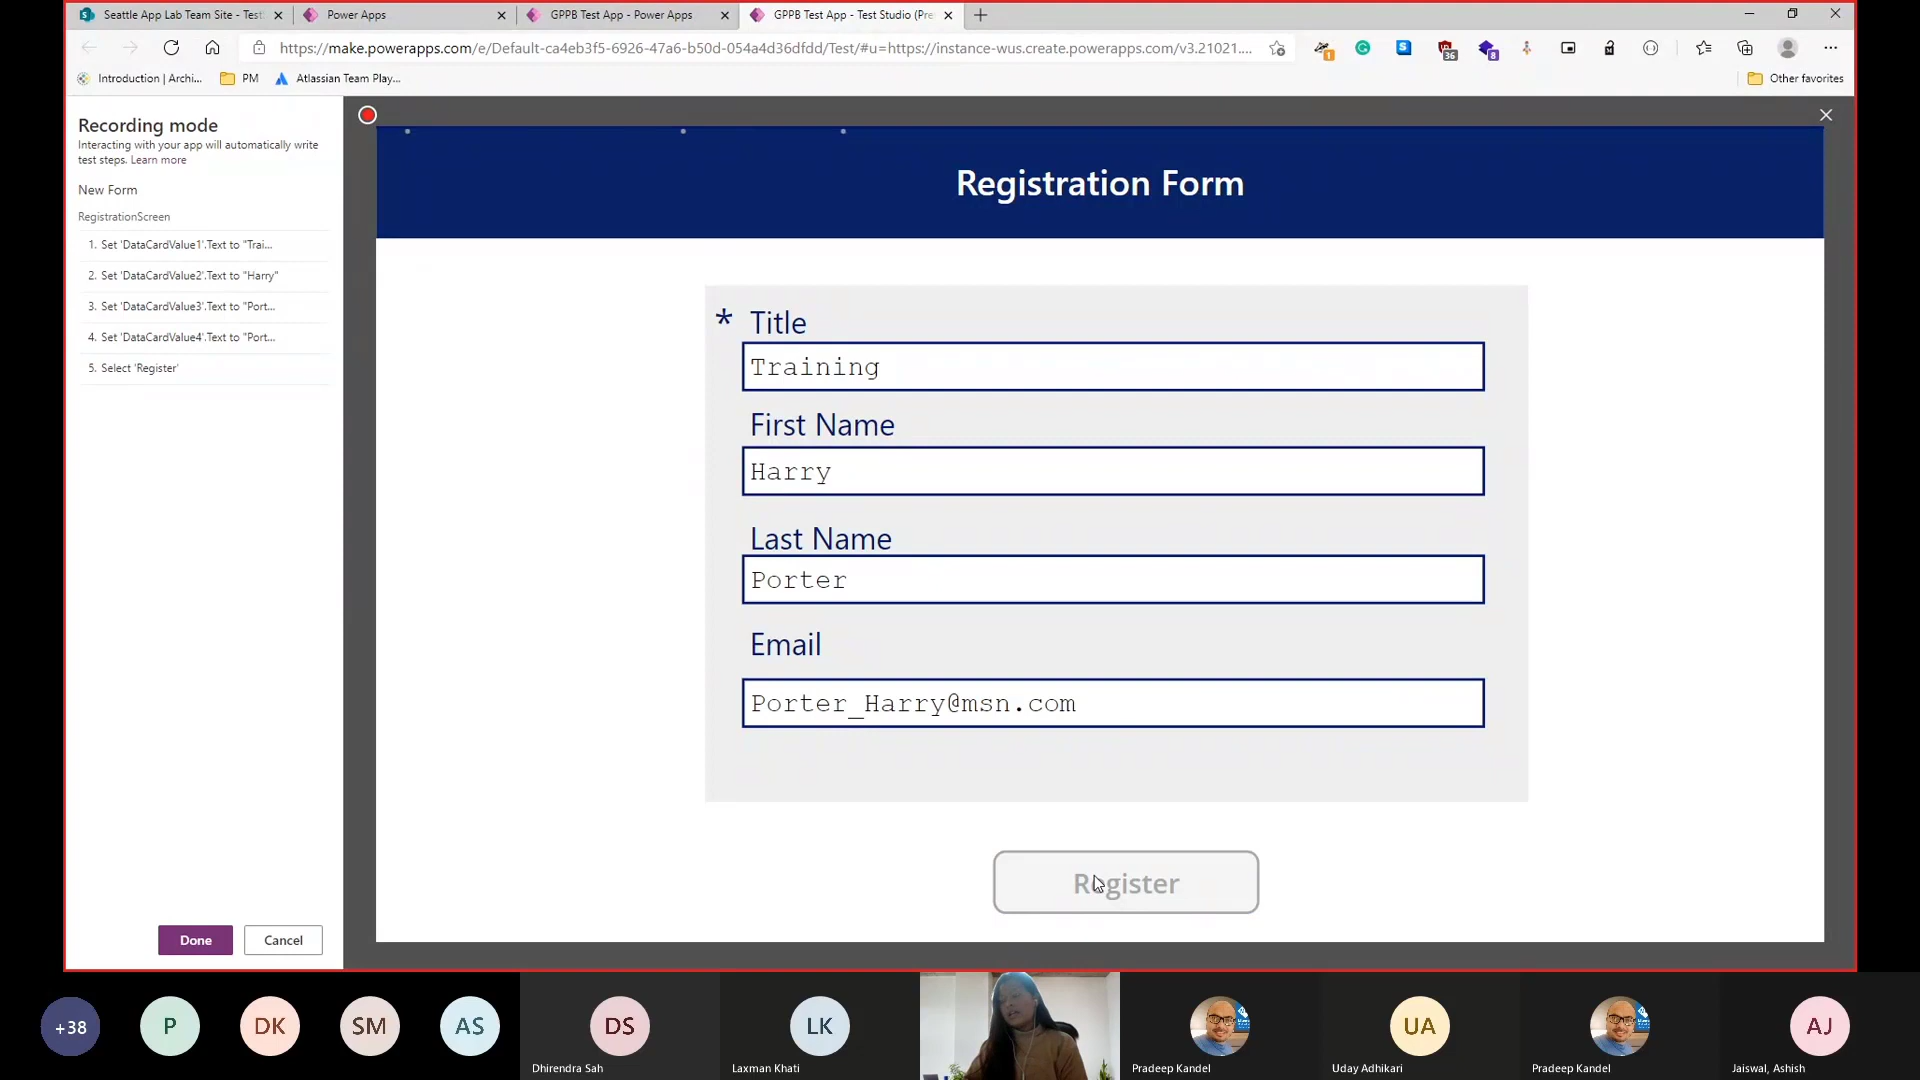 Seattle App Lab Team Site - Test
Power Apps
GPPB Test App - Power Apps
GPPB Test App - Test Studio (Pre
https://make.powerapps.com/e/Default-ca4eb3f5-6926-47a6-b50d-054a4d36dfdd/Test/#u=https://instance-wus.create.powerapps.com/v3.21021....
1
S
36
8
Introduction | Archi...
PM
Atlassian Team Play...
Other favorites
Recording mode
Interacting with your app will automatically write
test steps. Learn more
New Form
RegistrationScreen
1. Set 'DataCardValue1'.Text to "Trai...
2. Set 'DataCardValue2'.Text to "Harry"
3. Set 'DataCardValue3'.Text to "Port...
4. Set 'DataCardValue4'.Text to "Port...
5. Select 'Register'
Done
Cancel
Registration Form
* Title
Training
First Name
Harry
Last Name
Porter
Email
Porter_Harry@msn.com
Register
+38
P
DK
SM
AS
DS
Dhirendra Sah
LK
Laxman Khati
Pradeep Kandel
UA
Uday Adhikari
Pradeep Kandel
AJ
Jaiswal, Ashish